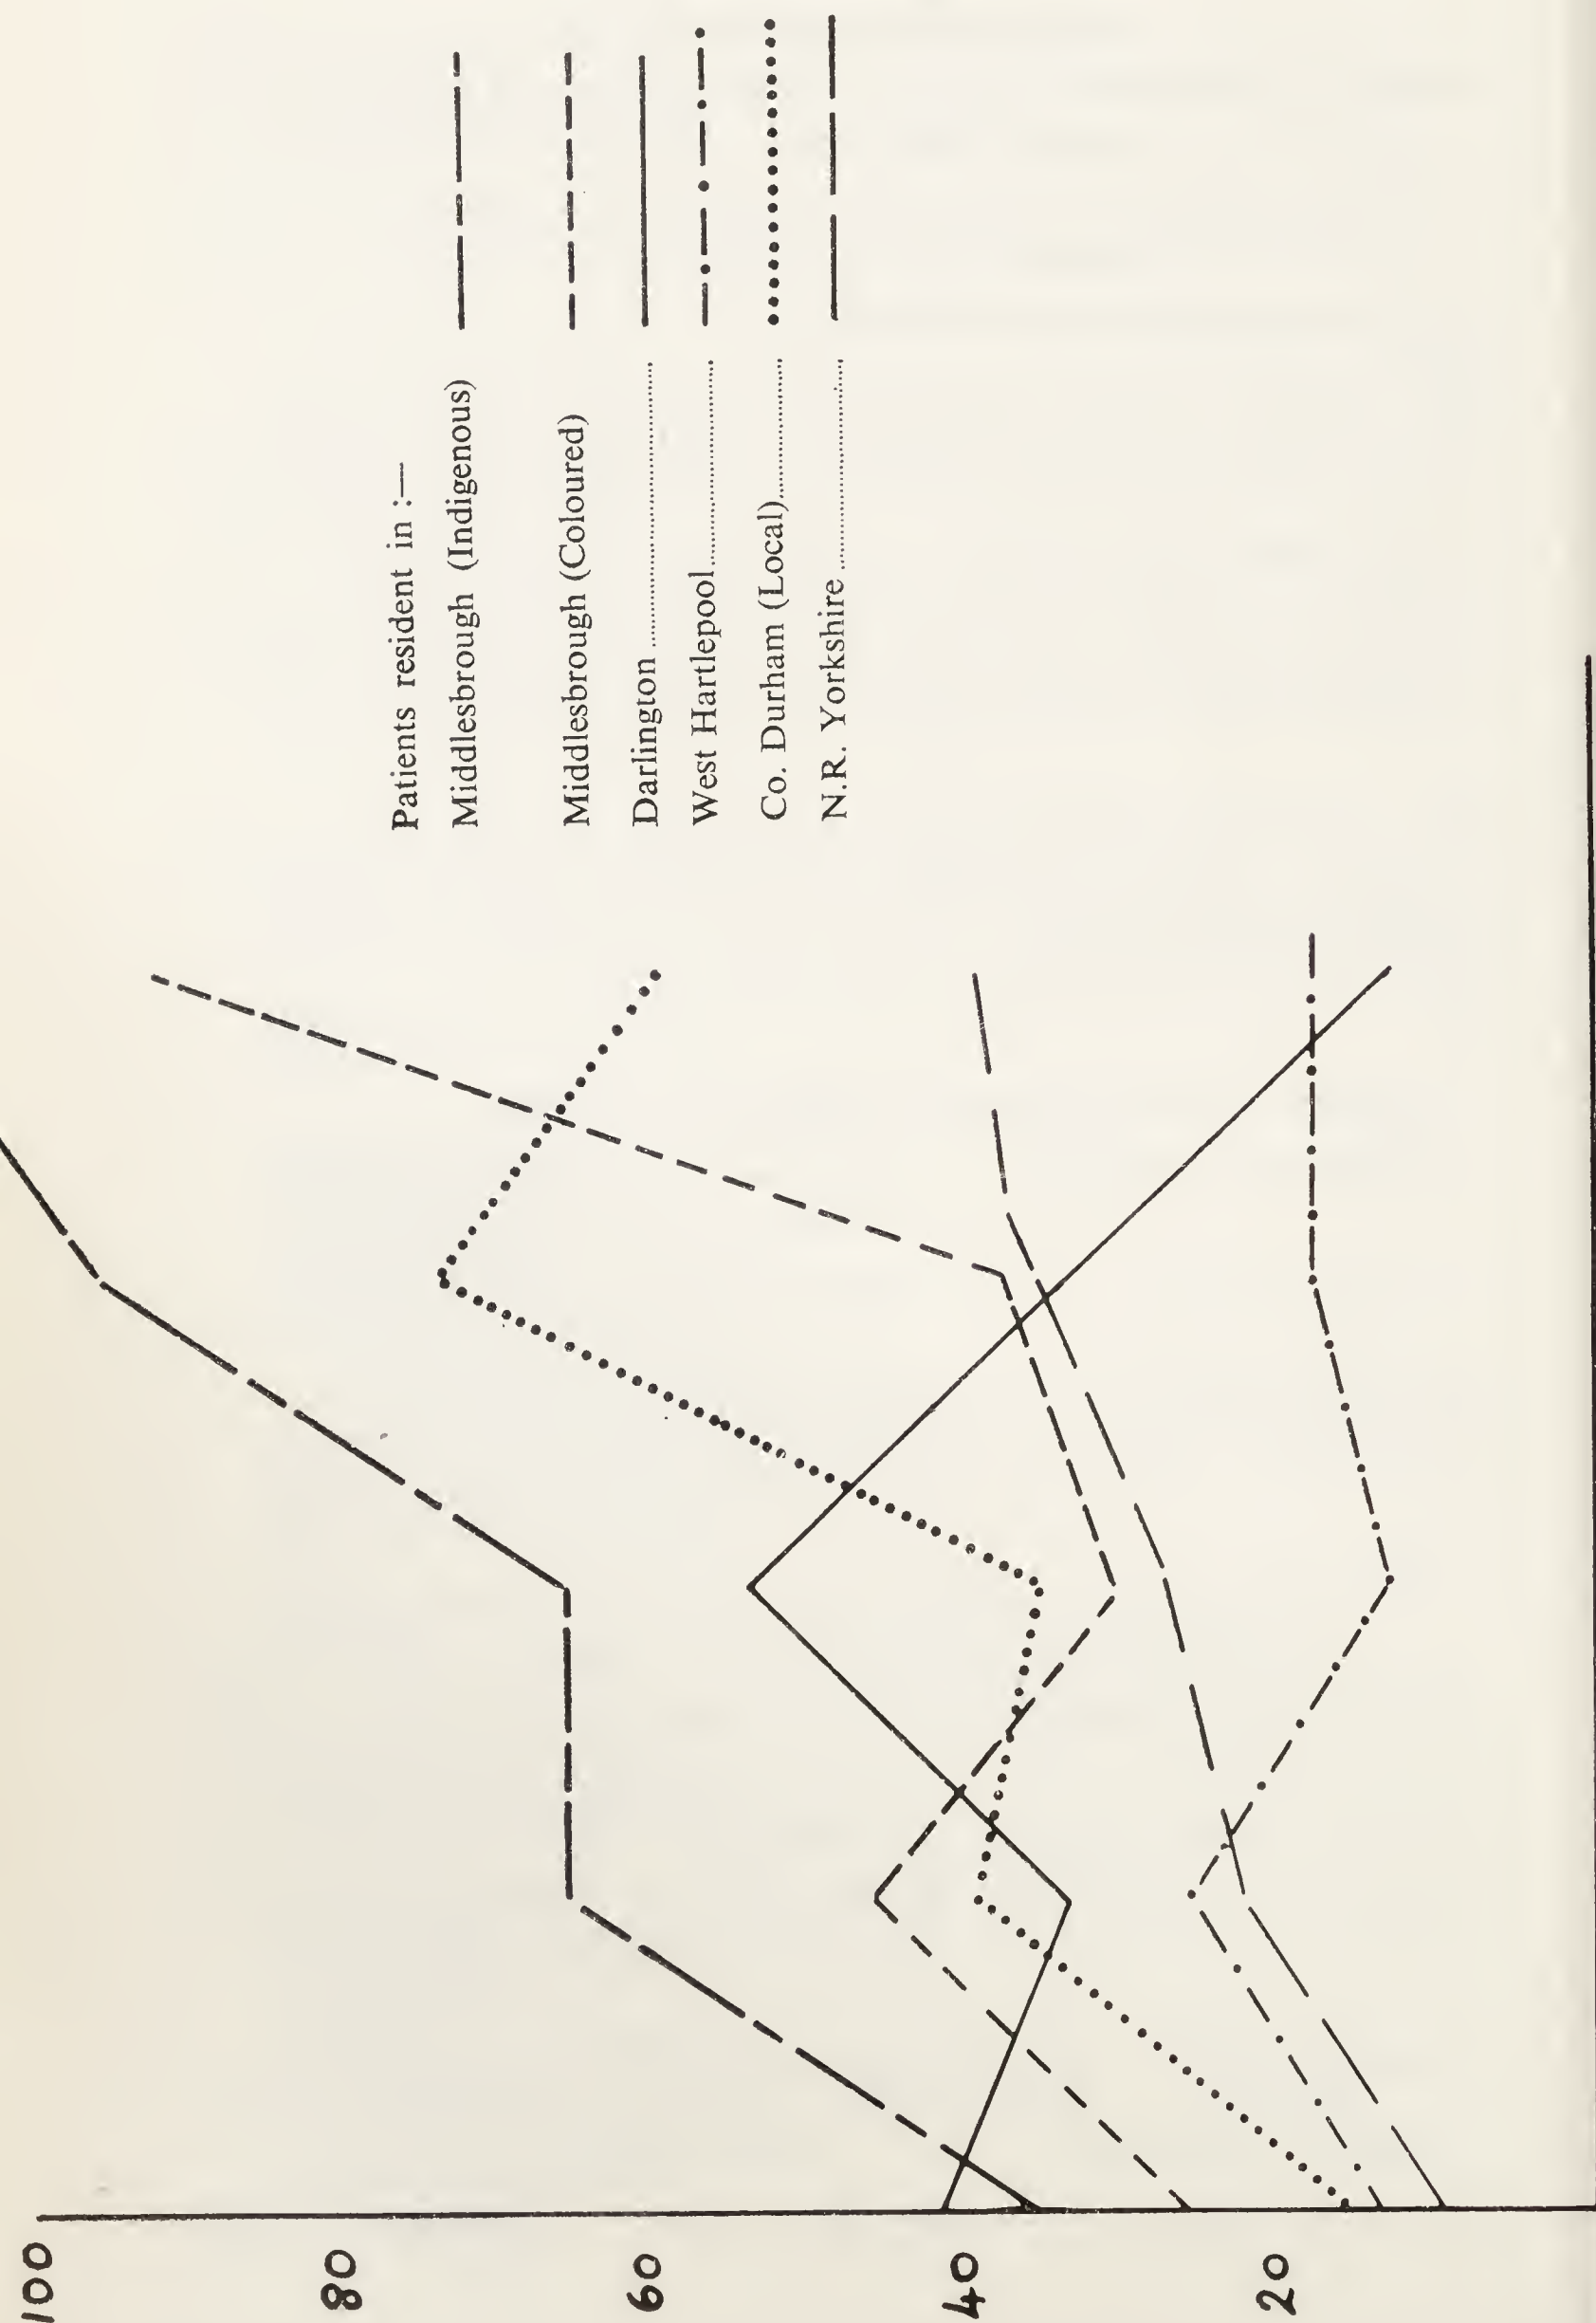 Patients resident in :—
Middlesbrough (Indigenous)
Middlesbrough (Coloured)
Darlington
West Hartlepool
Co. Durham (Local)
N.R. Yorkshire
100
80
60
40
20